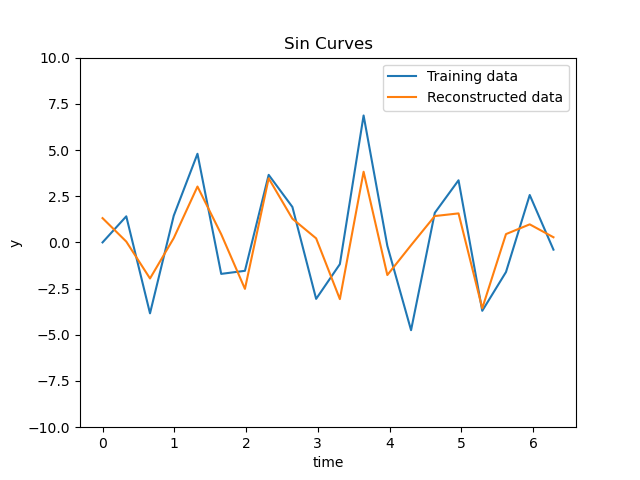 Sin Curves
Training data
Reconstructed data
10.0
7.5
5.0
2.5
0.0
−2.5
−5.0
−7.5
−10.0
y
0 1 2 3 4 5 6
time